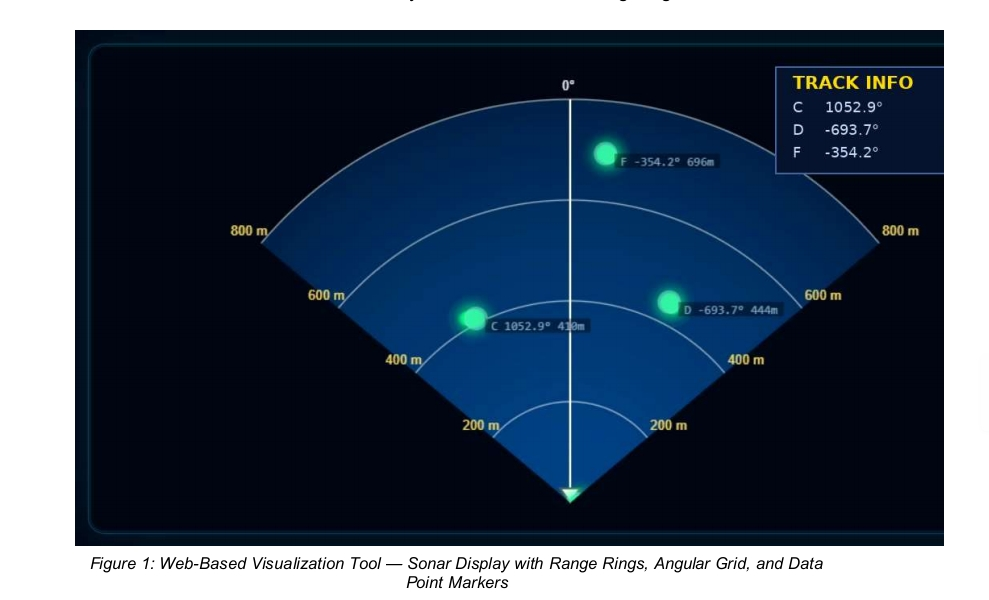 0°
TRACK INFO
C 1052.9°
D -693.7°
F -354.2°
F -354.2° 696m
800 m
800 m
600 m
600 m
D -693.7° 444m
C 1052.9° 410m
400 m
400 m
200 m
200 m
Figure 1: Web-Based Visualization Tool — Sonar Display with Range Rings, Angular Grid, and Data
Point Markers